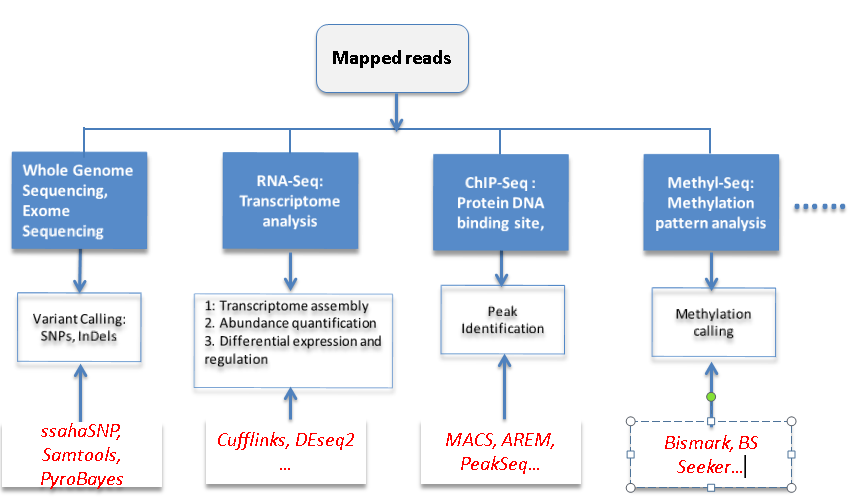 Mapped reads
Whole Genome
Sequencing,
Exome
Sequencing
RNA-Seq:
Transcriptome
analysis
ChIP-Seq :
Protein DNA
binding site,
Methyl-Seq:
Methylation
pattern analysis
......
Variant Calling:
SNPs, InDels
1: Transcriptome assembly
2. Abundance quantification
3. Differential expression and
regulation
Peak
Identification
Methylation
calling
ssahaSNP,
Samtools,
PyroBayes
Cufflinks, DEseq2
...
MACS, AREM,
PeakSeq...
Bismark, BS
Seeker...